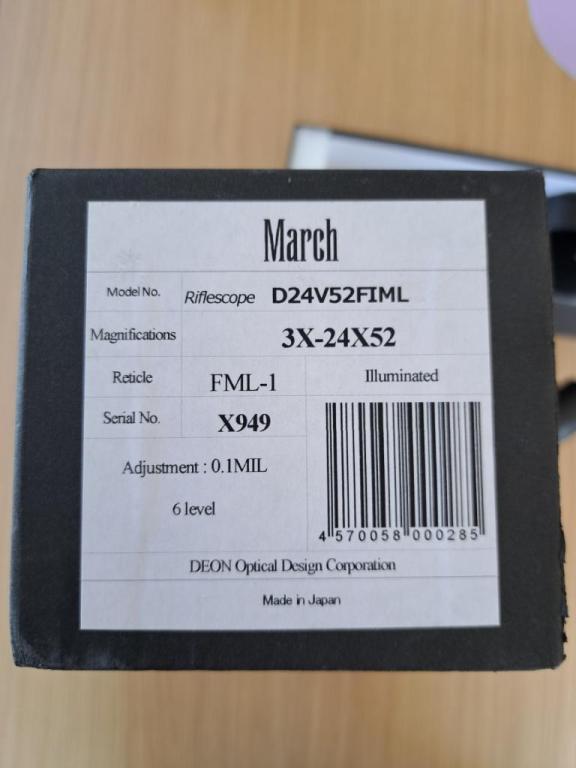 March
Model No. Riflescope D24V52FIML
Magnifications 3X-24X52
Reticle FML-1 Illuminated
Serial No. X949
Adjustment : 0.1MIL
6 level
4 570058 000285
DEON Optical Design Corporation
Made in Japan